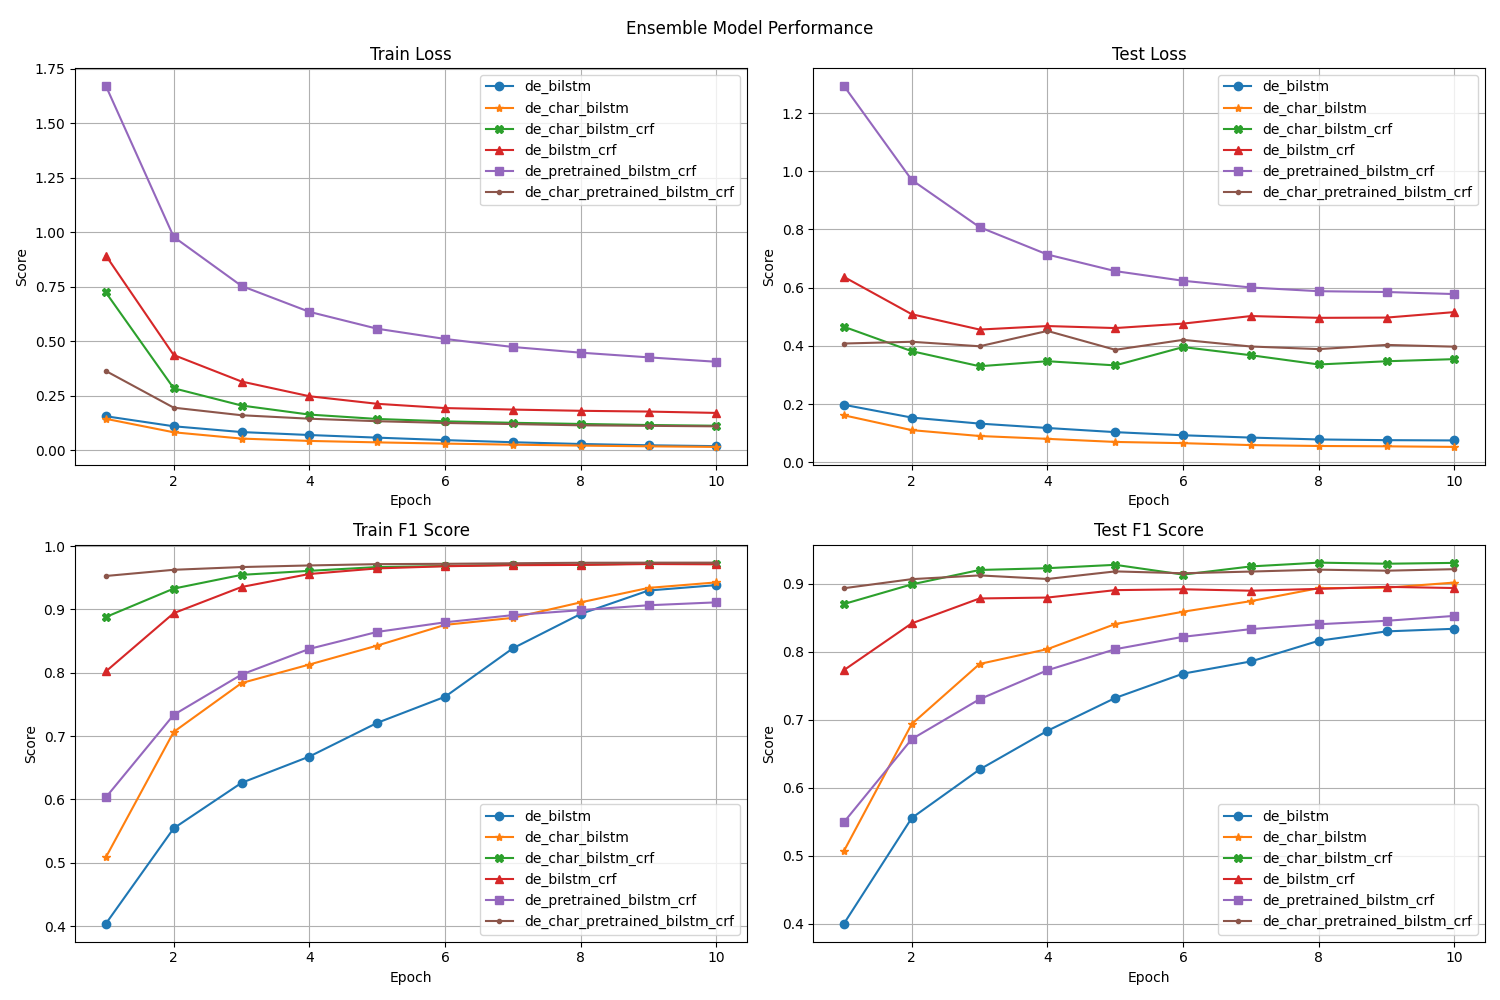 Ensemble Model Performance
Train Loss
Score
1.75
1.50
1.25
1.00
0.75
0.50
0.25
0.00
2
4
6
8
10
Epoch
de_bilstm
de_char_bilstm
de_char_bilstm_crf
de_bilstm_crf
de_pretrained_bilstm_crf
de_char_pretrained_bilstm_crf
Test Loss
Score
1.2
1.0
0.8
0.6
0.4
0.2
0.0
2
4
6
8
10
Epoch
de_bilstm
de_char_bilstm
de_char_bilstm_crf
de_bilstm_crf
de_pretrained_bilstm_crf
de_char_pretrained_bilstm_crf
Train F1 Score
Score
1.0
0.9
0.8
0.7
0.6
0.5
0.4
2
4
6
8
10
Epoch
de_bilstm
de_char_bilstm
de_char_bilstm_crf
de_bilstm_crf
de_pretrained_bilstm_crf
de_char_pretrained_bilstm_crf
Test F1 Score
Score
0.9
0.8
0.7
0.6
0.5
0.4
2
4
6
8
10
Epoch
de_bilstm
de_char_bilstm
de_char_bilstm_crf
de_bilstm_crf
de_pretrained_bilstm_crf
de_char_pretrained_bilstm_crf